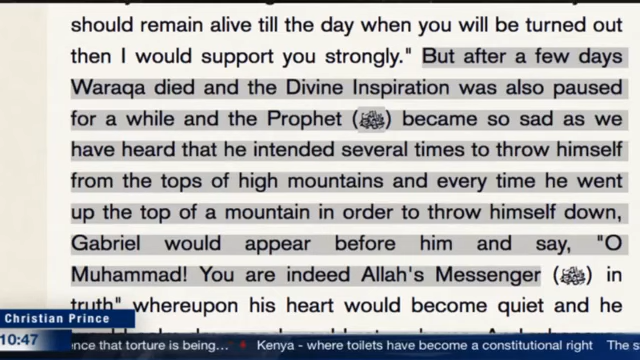 should remain alive till the day when you will be turned out
then I would support you strongly." But after a few days
Waraqa died and the Divine Inspiration was also paused
for a while and the Prophet (ﷺ) became so sad as we
have heard that he intended several times to throw himself
from the tops of high mountains and every time he went
up the top of a mountain in order to throw himself down,
Gabriel would appear before him and say, "O
Muhammad! You are indeed Allah's Messenger (ﷺ) in
truth" whereupon his heart would become quiet and he
Christian Prince
10:47
ence that torture is being... Kenya - where toilets have become a constitutional right The s